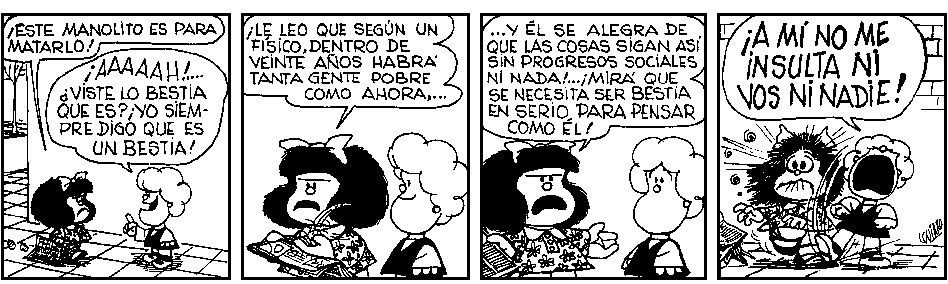 ¡ESTE MANOLITO ES PARA
MATARLO!
¡AAAAAH!....
¿VISTE LO BESTIA
QUE ES? ¡YO SIEM-
PRE DIGO QUE ES
UN BESTIA!
¡LE LEO QUE SEGÚN UN
FÍSICO, DENTRO DE
VEINTE AÑOS HABRÁ
TANTA GENTE POBRE
COMO AHORA,...
...Y ÉL SE ALEGRA DE
QUE LAS COSAS SIGAN ASÍ
SIN PROGRESOS SOCIALES
NI NADA!...¡MIRÁ QUE
SE NECESITA SER BESTIA
EN SERIO, PARA PENSAR
COMO ÉL!
¡A MÍ NO ME
INSULTA NI
VOS NI NADIE!
QUINO